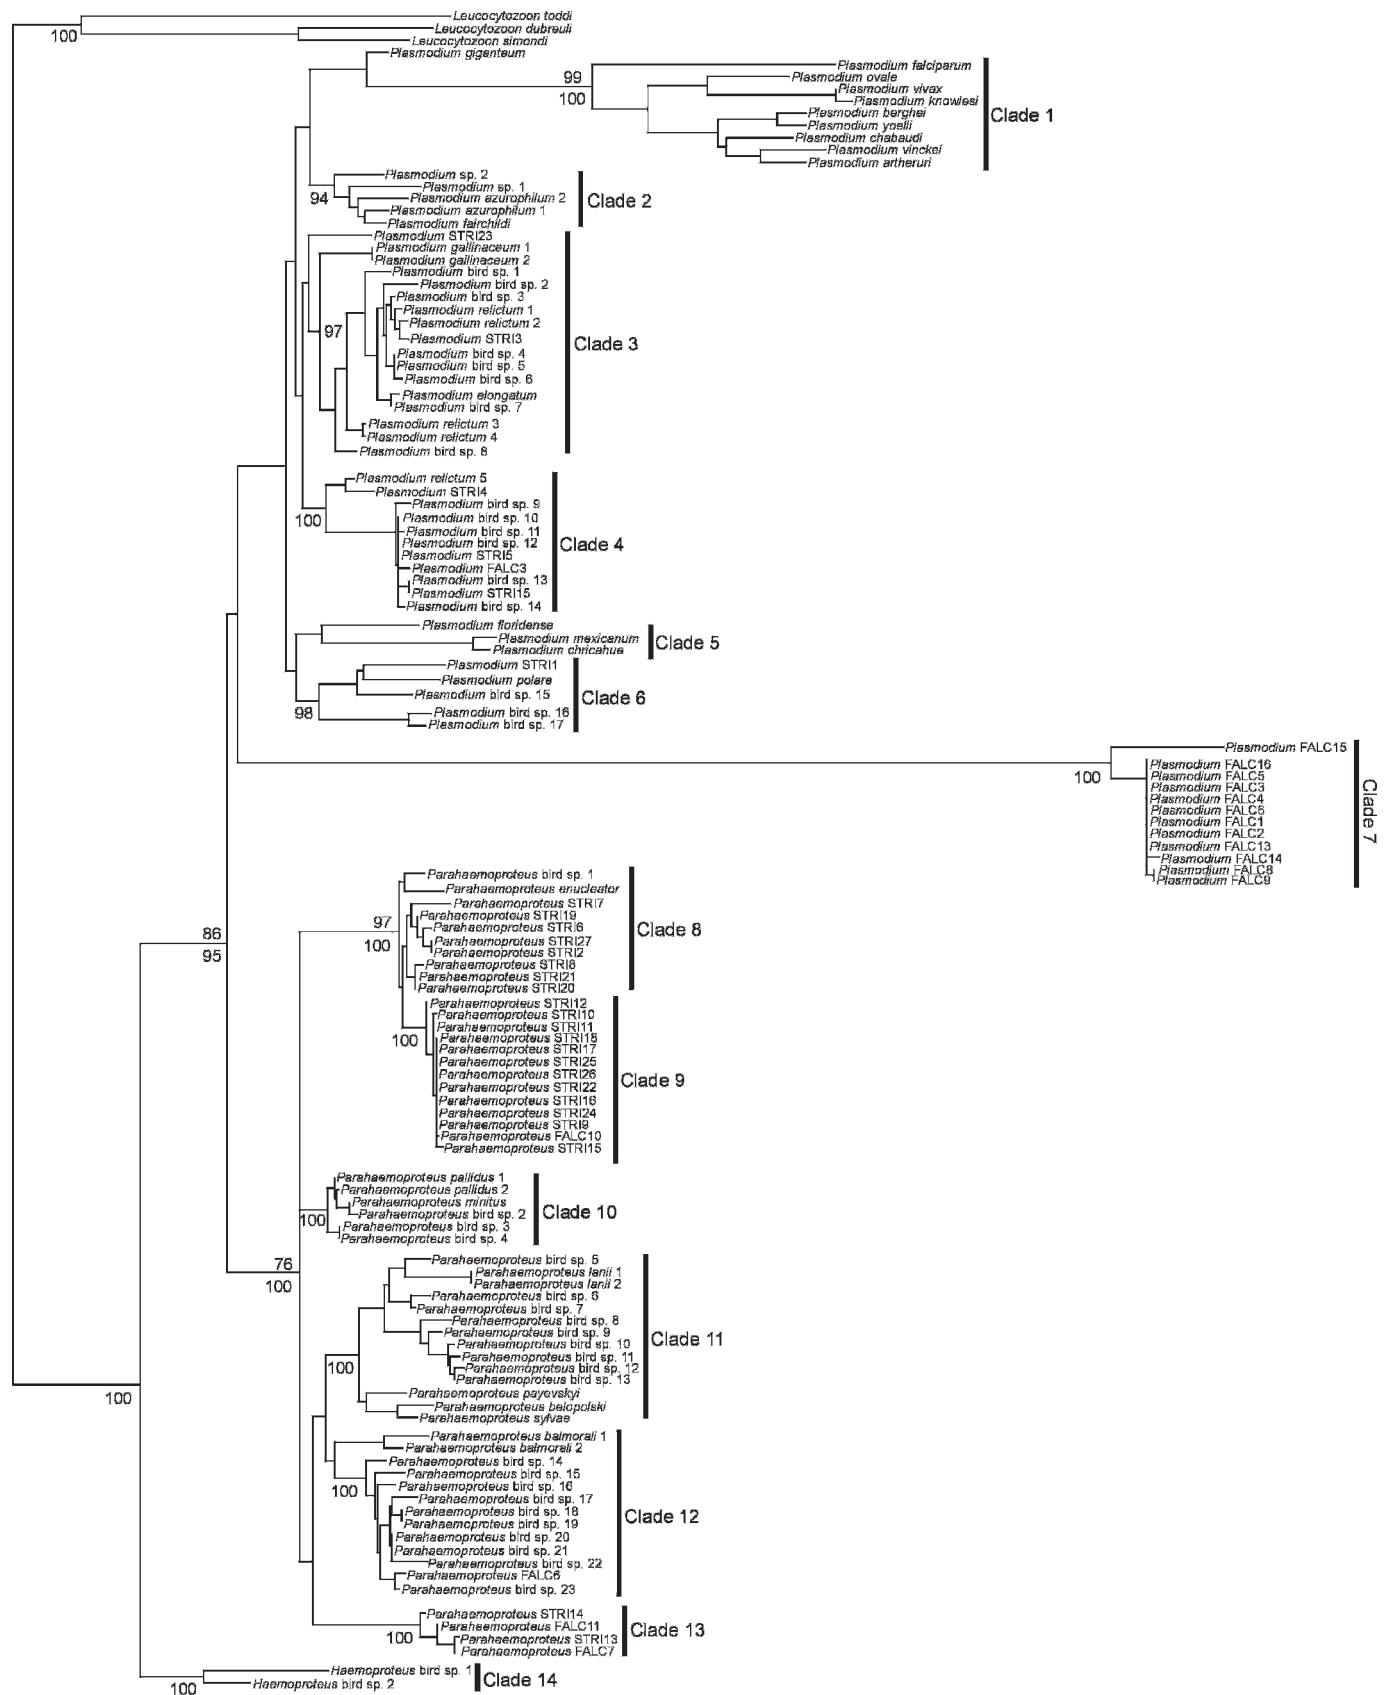 Leucocytozoon toddi
100
Leucocytozoon dubreuli
Leucocytozoon simondi
Plasmodium giganteum
Plasmodium falciparum
99
100
Plasmodium ovale
Plasmodium vivax
Plasmodium knowlesi
Plasmodium berghei
Plasmodium yoelii
Plasmodium chabaudi
Plasmodium vinckei
Plasmodium artheruri
Clade 1
Plasmodium sp. 2
Plasmodium sp. 1
94
Plasmodium azurophilum 2
Plasmodium azurophilum 1
Plasmodium fairchildi
Clade 2
Plasmodium STRI23
Plasmodium gallinaceum 1
Plasmodium gallinaceum 2
Plasmodium bird sp. 1
Plasmodium bird sp. 2
Plasmodium bird sp. 3
Plasmodium relictum 1
Plasmodium relictum 2
97
Plasmodium STRI3
Plasmodium bird sp. 4
Plasmodium bird sp. 5
Plasmodium bird sp. 6
Plasmodium elongatum
Plasmodium bird sp. 7
Plasmodium relictum 3
Plasmodium relictum 4
Plasmodium bird sp. 8
Clade 3
Plasmodium relictum 5
Plasmodium STRI4
Plasmodium bird sp. 9
100
Plasmodium bird sp. 10
Plasmodium bird sp. 11
Plasmodium bird sp. 12
Plasmodium STRI5
Plasmodium FALC3
Plasmodium bird sp. 13
Plasmodium STRI15
Plasmodium bird sp. 14
Clade 4
Plasmodium floridense
Plasmodium mexicanum
Plasmodium chricahue
Clade 5
Plasmodium STRI1
Plasmodium polare
Plasmodium bird sp. 15
98
Plasmodium bird sp. 16
Plasmodium bird sp. 17
Clade 6
Plasmodium FALC15
100
Plasmodium FALC16
Plasmodium FALC5
Plasmodium FALC3
Plasmodium FALC4
Plasmodium FALC6
Plasmodium FALC1
Plasmodium FALC2
Plasmodium FALC13
Plasmodium FALC14
Plasmodium FALC8
Plasmodium FALC9
Clade 7
86
95
Parahaemoproteus bird sp. 1
Parahaemoproteus enucleator
Parahaemoproteus STRI7
97
100
Parahaemoproteus STRI19
Parahaemoproteus STRI6
Parahaemoproteus STRI27
Parahaemoproteus STRI2
Parahaemoproteus STRI8
Parahaemoproteus STRI21
Parahaemoproteus STRI20
Clade 8
Parahaemoproteus STRI12
Parahaemoproteus STRI10
Parahaemoproteus STRI11
100
Parahaemoproteus STRI18
Parahaemoproteus STRI17
Parahaemoproteus STRI25
Parahaemoproteus STRI26
Parahaemoproteus STRI22
Parahaemoproteus STRI16
Parahaemoproteus STRI24
Parahaemoproteus STRI9
Parahaemoproteus FALC10
Parahaemoproteus STRI15
Clade 9
Parahaemoproteus pallidus 1
Parahaemoproteus pallidus 2
Parahaemoproteus minitus
100
Parahaemoproteus bird sp. 2
Parahaemoproteus bird sp. 3
Parahaemoproteus bird sp. 4
Clade 10
76
100
Parahaemoproteus bird sp. 5
Parahaemoproteus lanii 1
Parahaemoproteus lanii 2
Parahaemoproteus bird sp. 6
Parahaemoproteus bird sp. 7
Parahaemoproteus bird sp. 8
Parahaemoproteus bird sp. 9
Parahaemoproteus bird sp. 10
Parahaemoproteus bird sp. 11
100
Parahaemoproteus bird sp. 12
Parahaemoproteus bird sp. 13
Parahaemoproteus payevskyi
Parahaemoproteus belopolski
Parahaemoproteus sylvae
Clade 11
100
Parahaemoproteus balmorali 1
Parahaemoproteus balmorali 2
Parahaemoproteus bird sp. 14
Parahaemoproteus bird sp. 15
Parahaemoproteus bird sp. 16
100
Parahaemoproteus bird sp. 17
Parahaemoproteus bird sp. 18
Parahaemoproteus bird sp. 19
Parahaemoproteus bird sp. 20
Parahaemoproteus bird sp. 21
Parahaemoproteus bird sp. 22
Parahaemoproteus FALC6
Parahaemoproteus bird sp. 23
Clade 12
Parahaemoproteus STRI14
Parahaemoproteus FALC11
100
Parahaemoproteus STRI13
Parahaemoproteus FALC7
Clade 13
Haemoproteus bird sp. 1
Haemoproteus bird sp. 2
100
Clade 14